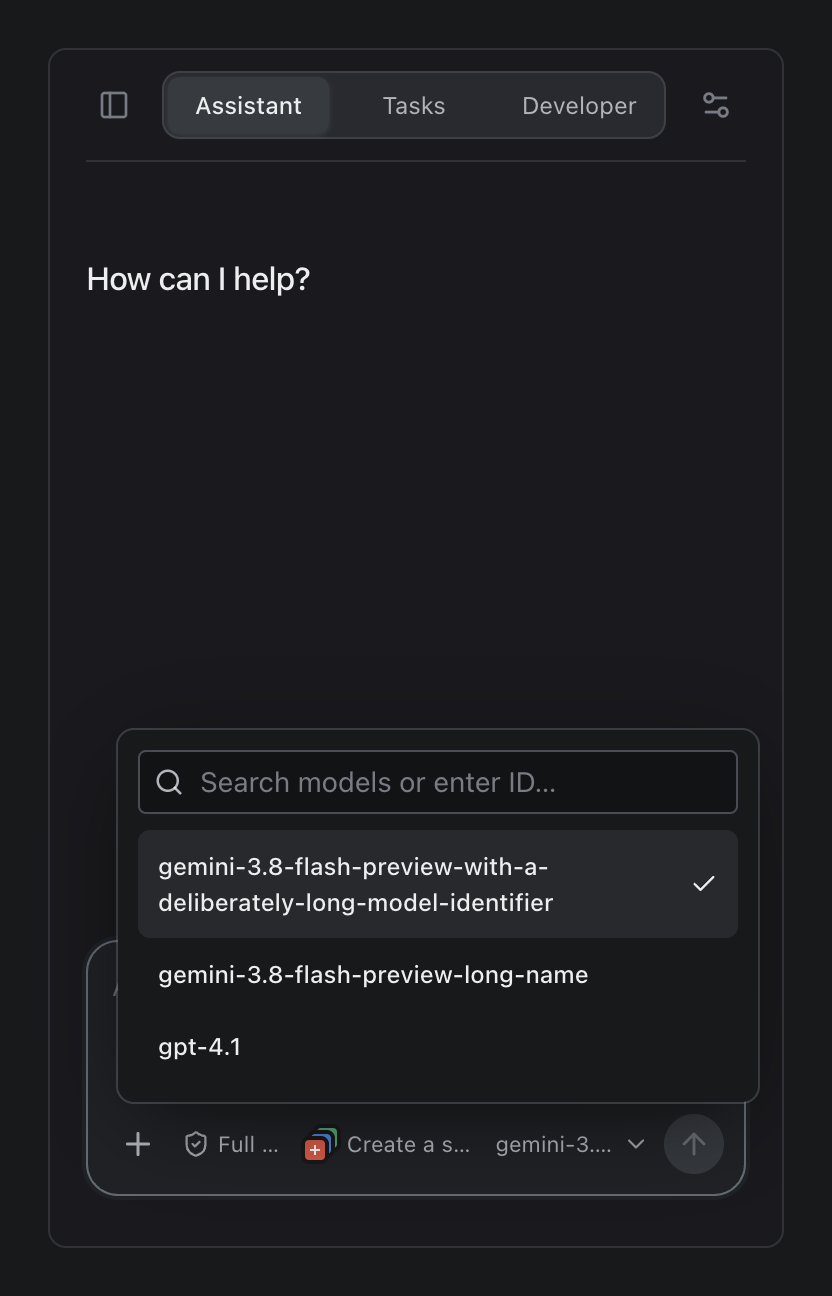 Assistant
Tasks
Developer
How can I help?
Search models or enter ID...
gemini-3.8-flash-preview-with-a-
deliberately-long-model-identifier
gemini-3.8-flash-preview-long-name
gpt-4.1
Full ...
Create a s...
gemini-3....